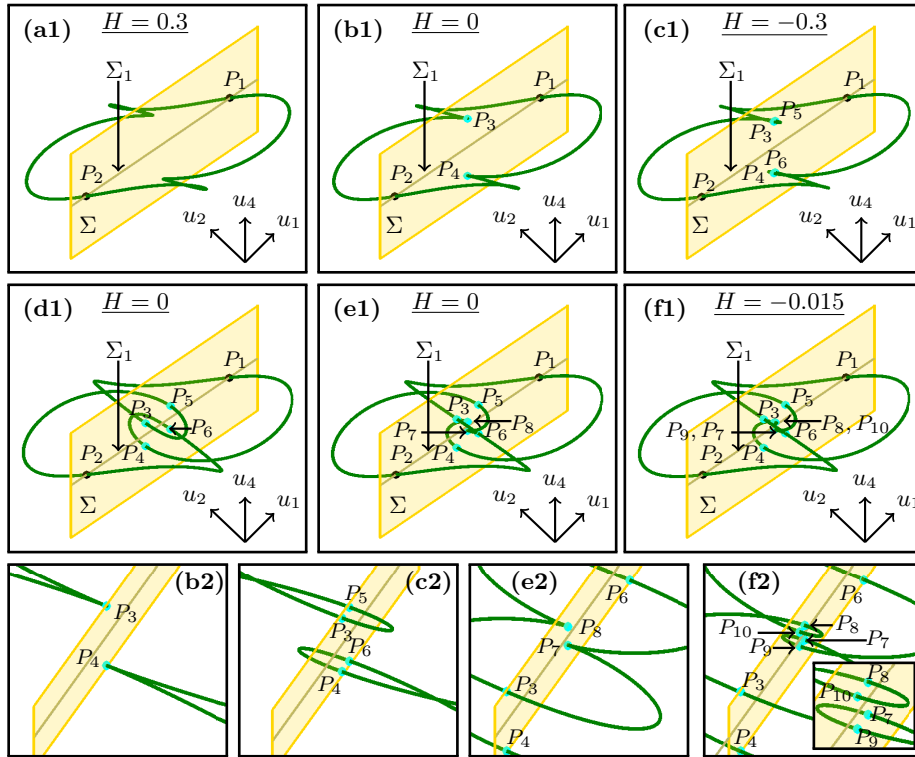 (a1) H = 0.3
Σ₁
P₁
P₂
Σ
u₂ u₄ u₁
(b1) H = 0
Σ₁
P₁
P₃
P₄
P₂
Σ
u₂ u₄ u₁
(c1) H = −0.3
Σ₁
P₁
P₅
P₃
P₆
P₄
P₂
Σ
u₂ u₄ u₁
(d1) H = 0
Σ₁
P₁
P₅
P₃
P₆
P₄
P₂
Σ
u₂ u₄ u₁
(e1) H = 0
Σ₁
P₁
P₅
P₃ P₈
P₇ P₆
P₄
P₂
Σ
u₂ u₄ u₁
(f1) H = −0.015
Σ₁
P₁
P₅
P₃ P₈, P₁₀
P₉, P₇ P₆
P₄
P₂
Σ
u₂ u₄ u₁
(b2)
P₃
P₄
(c2)
P₅
P₃
P₆
P₄
(e2)
P₆
P₈
P₇
P₃
P₄
(f2)
P₆
P₁₀ P₈
P₉ P₇
P₃
P₄
P₈
P₁₀
P₇
P₉